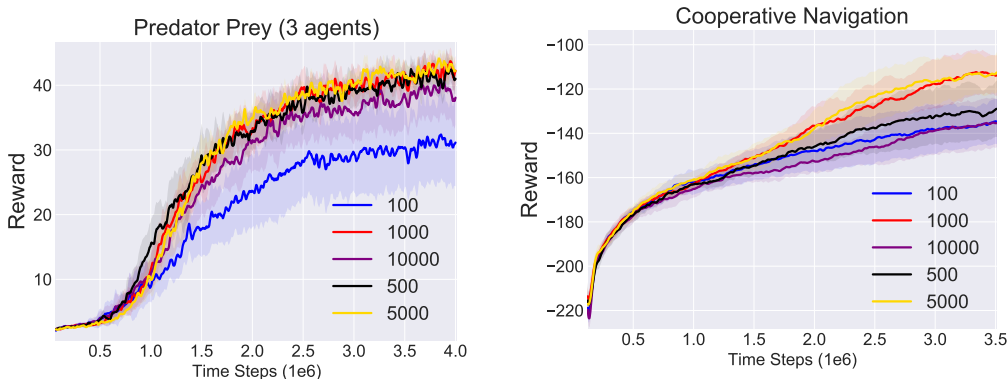 Predator Prey (3 agents)
Reward
40
30
20
10
100
1000
10000
500
5000
0.5 1.0 1.5 2.0 2.5 3.0 3.5 4.0
Time Steps (1e6)
Cooperative Navigation
Reward
−100
−120
−140
−160
−180
−200
−220
100
1000
10000
500
5000
0.5 1.0 1.5 2.0 2.5 3.0 3.5
Time Steps (1e6)